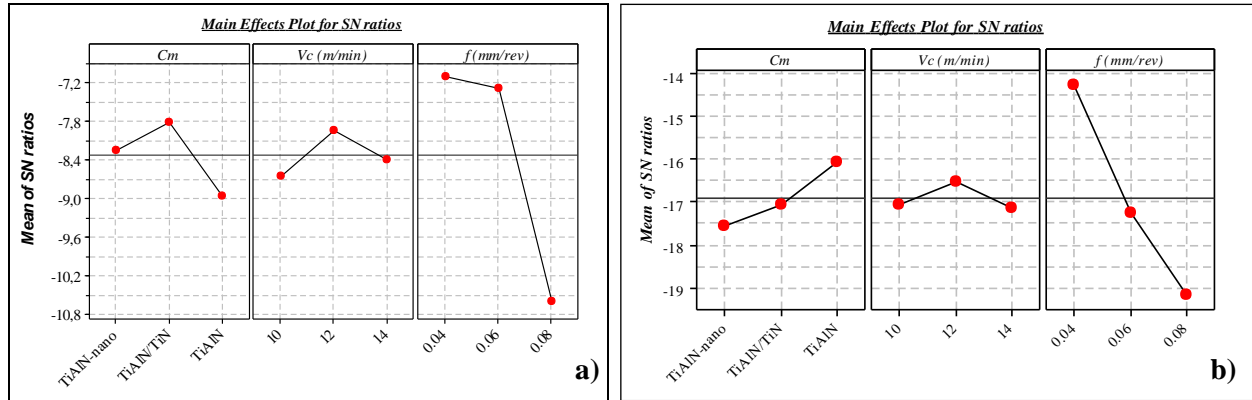 Main Effects Plot for SN ratios
Cm Vc (m/min) f (mm/rev)
Mean of SN ratios
-7,2
-7,8
-8,4
-9,0
-9,6
-10,2
-10,8
TiAlN-nano TiAlN/TiN TiAlN 10 12 14 0.04 0.06 0.08
a)
Main Effects Plot for SN ratios
Cm Vc (m/min) f (mm/rev)
Mean of SN ratios
-14
-15
-16
-17
-18
-19
TiAlN-nano TiAlN/TiN TiAlN 10 12 14 0.04 0.06 0.08
b)